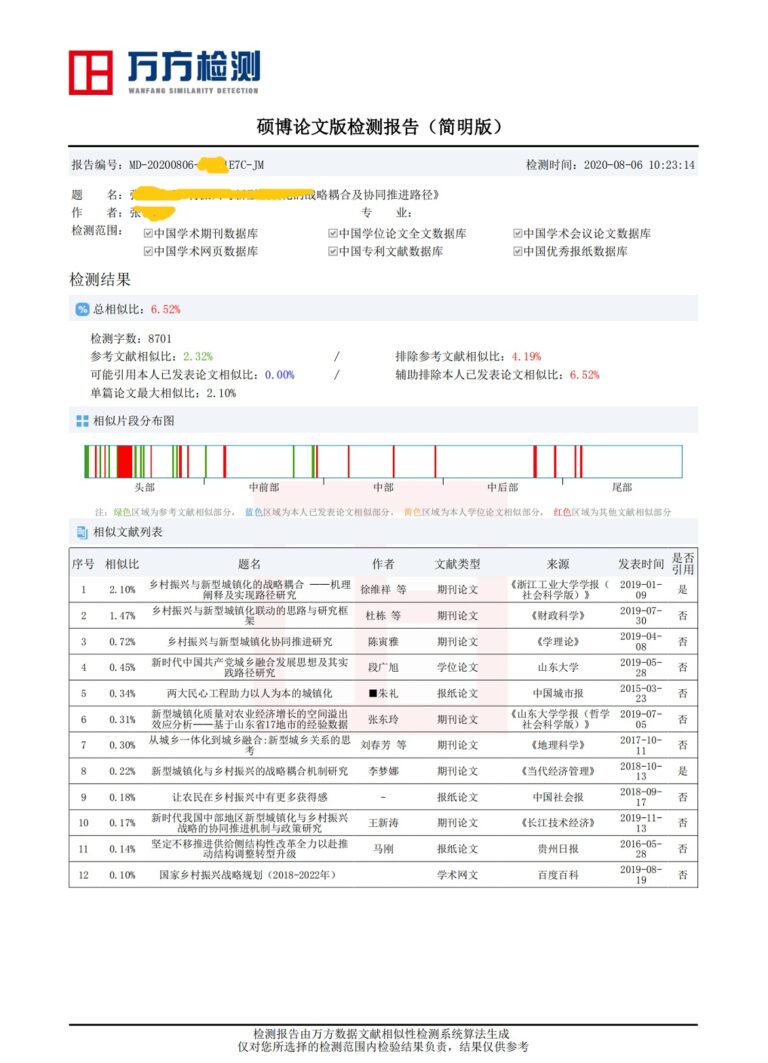 万方检测
WANFANG SIMILARITY DETECTION
硕博论文版检测报告（简明版）
报告编号: MD-20200806- E7C-JM 检测时间: 2020-08-06 10:23:14
题 名: 战略耦合及协同推进路径》
作 者: 张 专 业:
检测范围: ☑中国学术期刊数据库 ☑中国学位论文全文数据库 ☑中国学术会议论文数据库
☑中国学术网页数据库 ☑中国专利文献数据库 ☑中国优秀报纸数据库
检测结果
% 总相似比: 6.52%
检测字数: 8701
参考文献相似比: 2.32% / 排除参考文献相似比: 4.19%
可能引用本人已发表论文相似比: 0.00% / 辅助排除本人已发表论文相似比: 6.52%
单篇论文最大相似比: 2.10%
相似片段分布图
头部 中前部 中部 中后部 尾部
注: 绿色区域为参考文献相似部分, 蓝色区域为本人已发表论文相似部分, 黄色区域为本人学位论文相似部分, 红色区域为其他文献相似部分
相似文献列表
序号 相似比 题名 作者 文献类型 来源 发表时间 是否
引用
1 2.10% 乡村振兴与新型城镇化的战略耦合 ——机理
阐释及实现路径研究 徐维祥 等 期刊论文 《浙江工业大学学报（
社会科学版）》 2019-01-
09 是
2 1.47% 乡村振兴与新型城镇化联动的思路与研究框
架 杜栋 等 期刊论文 《财政科学》 2019-07-
30 否
3 0.72% 乡村振兴与新型城镇化协同推进研究 陈寅雅 期刊论文 《学理论》 2019-04-
08 否
4 0.45% 新时代中国共产党城乡融合发展思想及其实
践路径研究 段广旭 学位论文 山东大学 2019-05-
28 否
5 0.34% 两大民心工程助力以人为本的城镇化 ■朱礼 报纸论文 中国城市报 2015-03-
23 否
6 0.31% 新型城镇化质量对农业经济增长的空间溢出
效应分析——基于山东省17地市的经验数据 张东玲 期刊论文 《山东大学学报（哲学
社会科学版）》 2019-07-
05 否
7 0.30% 从城乡一体化到城乡融合:新型城乡关系的思
考 刘春芳 等 期刊论文 《地理科学》 2017-10-
11 否
8 0.22% 新型城镇化与乡村振兴的战略耦合机制研究 李梦娜 期刊论文 《当代经济管理》 2018-10-
13 是
9 0.18% 让农民在乡村振兴中有更多获得感 - 报纸论文 中国社会报 2018-09-
17 否
10 0.17% 新时代我国中部地区新型城镇化与乡村振兴
战略的协同推进机制与政策研究 王新涛 期刊论文 《长江技术经济》 2019-11-
13 否
11 0.14% 坚定不移推进供给侧结构性改革全力以赴推
动结构调整转型升级 马刚 报纸论文 贵州日报 2016-05-
28 否
12 0.10% 国家乡村振兴战略规划（2018-2022年） 学术网文 百度百科 2019-08-
19 否
检测报告由万方数据文献相似性检测系统算法生成
仅对您所选择的检测范围内检验结果负责, 结果仅供参考